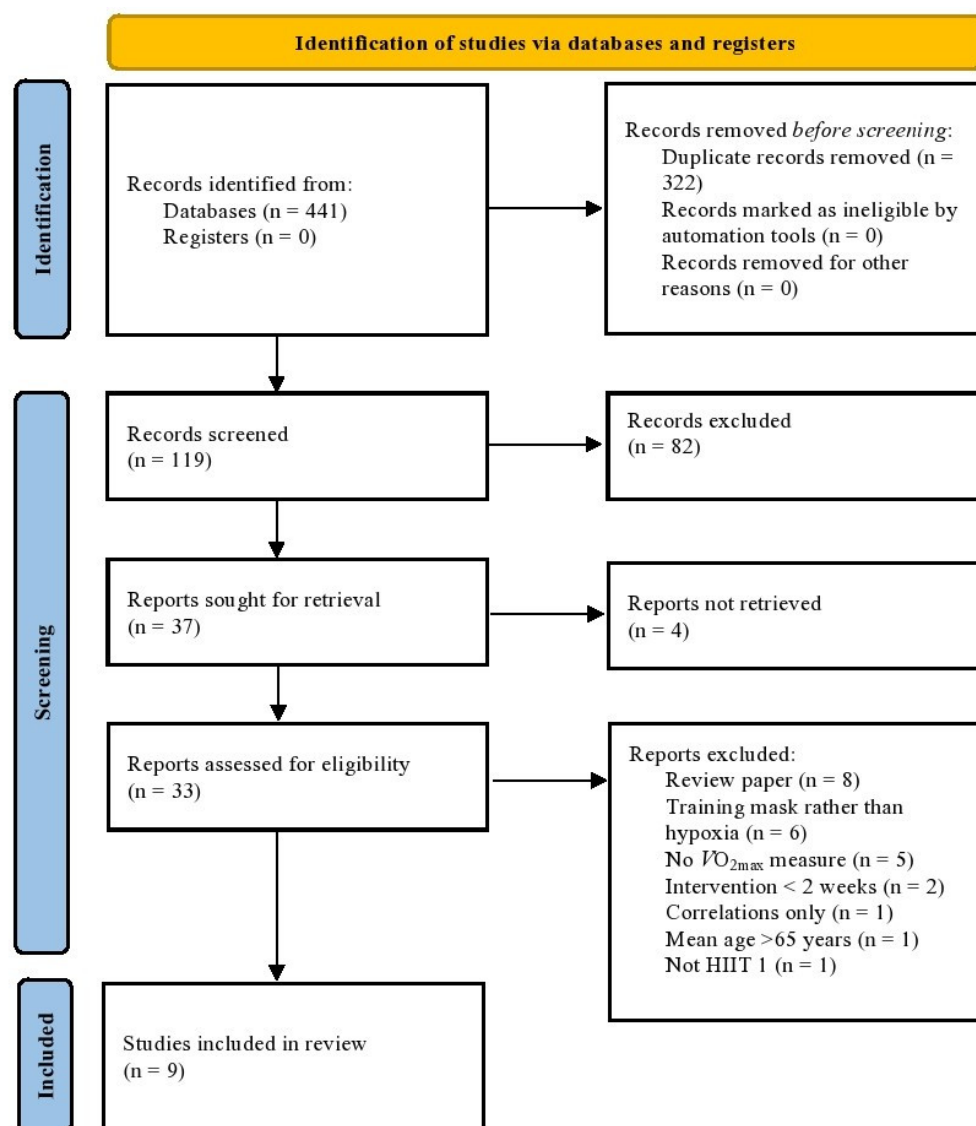 Identification of studies via databases and registers
Identification
Records identified from:
Databases (n = 441)
Registers (n = 0)
Records removed before screening:
Duplicate records removed (n =
322)
Records marked as ineligible by
automation tools (n = 0)
Records removed for other
reasons (n = 0)
Screening
Records screened
(n = 119)
Records excluded
(n = 82)
Reports sought for retrieval
(n = 37)
Reports not retrieved
(n = 4)
Reports assessed for eligibility
(n = 33)
Reports excluded:
Review paper (n = 8)
Training mask rather than
hypoxia (n = 6)
No VO2max measure (n = 5)
Intervention < 2 weeks (n = 2)
Correlations only (n = 1)
Mean age >65 years (n = 1)
Not HIIT 1 (n = 1)
Included
Studies included in review
(n = 9)